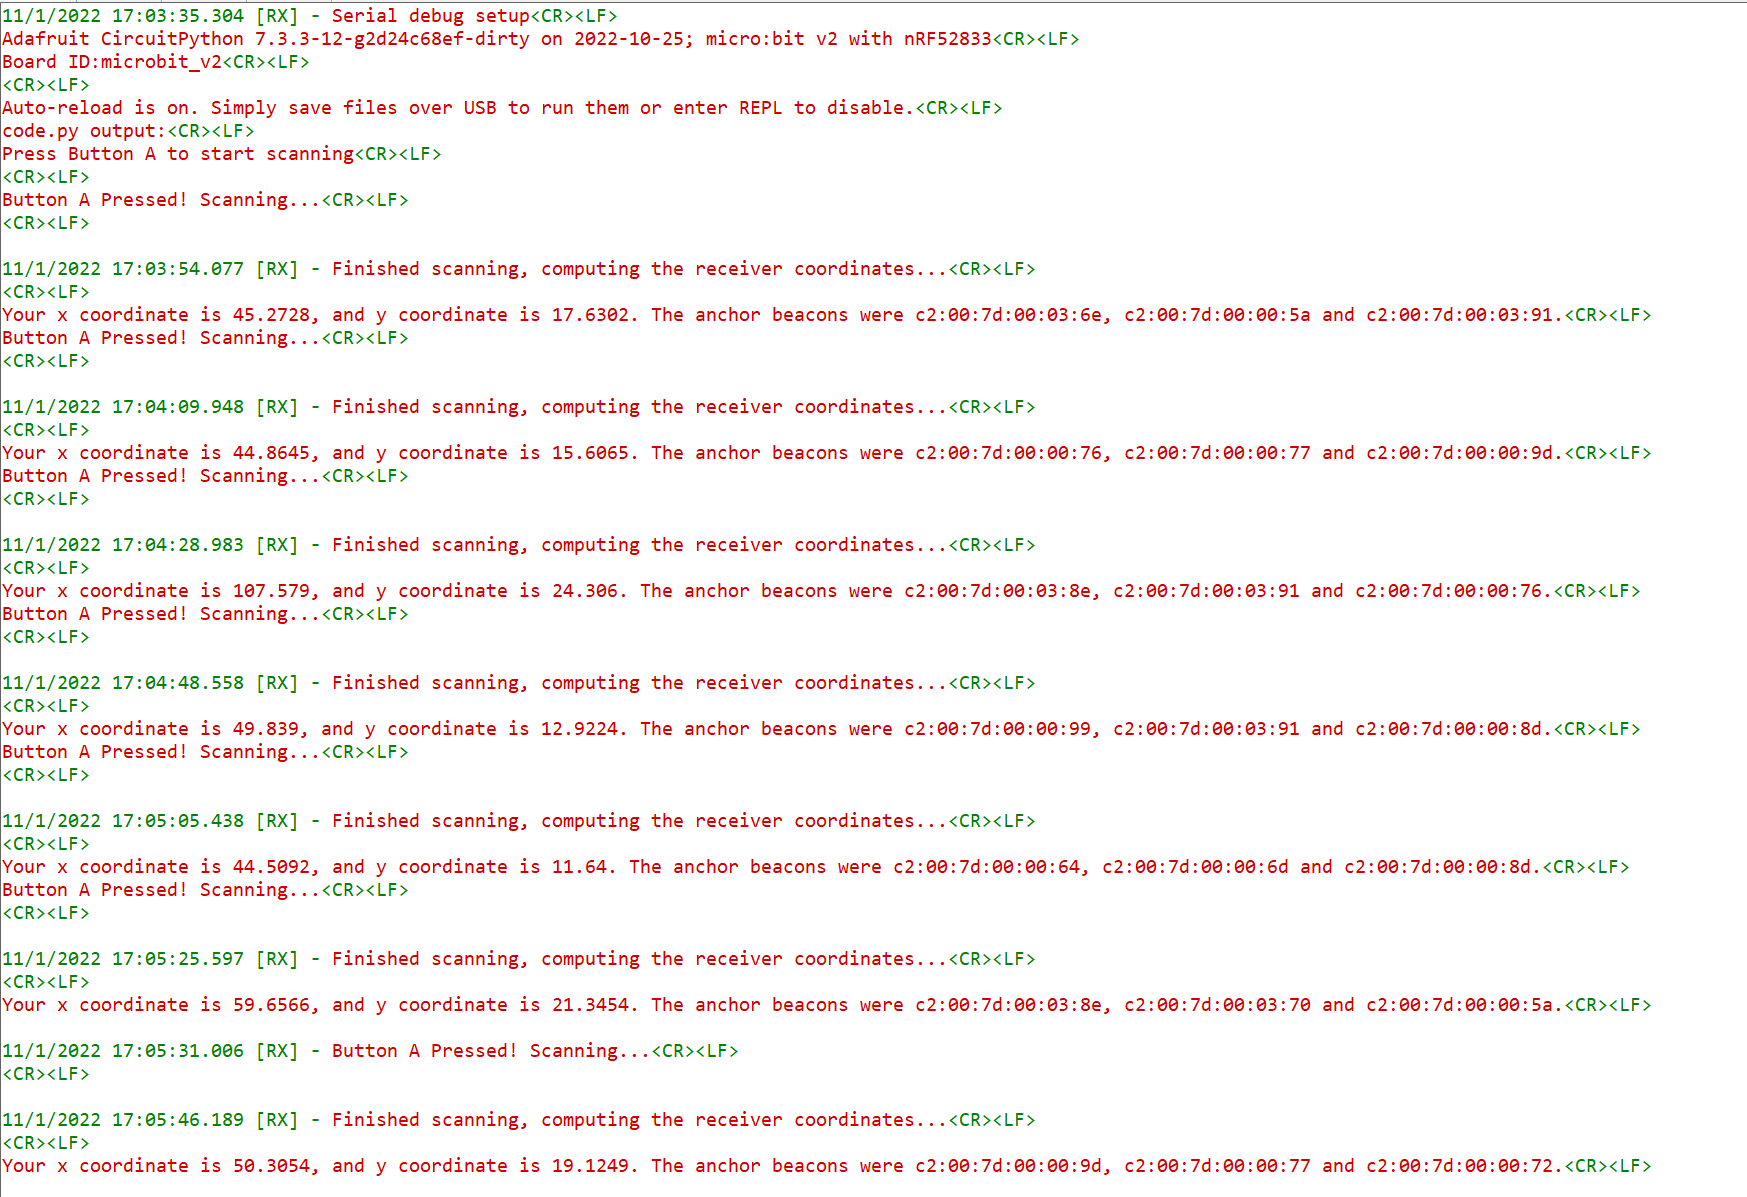 11/1/2022 17:03:35.304 [RX] - Serial debug setup<CR><LF>
Adafruit CircuitPython 7.3.3-12-g2d24c68ef-dirty on 2022-10-25; micro:bit v2 with nRF52833<CR><LF>
Board ID:microbit_v2<CR><LF>
<CR><LF>
Auto-reload is on. Simply save files over USB to run them or enter REPL to disable.<CR><LF>
code.py output:<CR><LF>
Press Button A to start scanning<CR><LF>
<CR><LF>
Button A Pressed! Scanning...<CR><LF>
<CR><LF>
11/1/2022 17:03:54.077 [RX] - Finished scanning, computing the receiver coordinates...<CR><LF>
<CR><LF>
Your x coordinate is 45.2728, and y coordinate is 17.6302. The anchor beacons were c2:00:7d:00:03:6e, c2:00:7d:00:00:5a and c2:00:7d:00:03:91.<CR><LF>
Button A Pressed! Scanning...<CR><LF>
<CR><LF>
11/1/2022 17:04:09.948 [RX] - Finished scanning, computing the receiver coordinates...<CR><LF>
<CR><LF>
Your x coordinate is 44.8645, and y coordinate is 15.6065. The anchor beacons were c2:00:7d:00:00:76, c2:00:7d:00:00:77 and c2:00:7d:00:00:9d.<CR><LF>
Button A Pressed! Scanning...<CR><LF>
<CR><LF>
11/1/2022 17:04:28.983 [RX] - Finished scanning, computing the receiver coordinates...<CR><LF>
<CR><LF>
Your x coordinate is 107.579, and y coordinate is 24.306. The anchor beacons were c2:00:7d:00:03:8e, c2:00:7d:00:03:91 and c2:00:7d:00:00:76.<CR><LF>
Button A Pressed! Scanning...<CR><LF>
<CR><LF>
11/1/2022 17:04:48.558 [RX] - Finished scanning, computing the receiver coordinates...<CR><LF>
<CR><LF>
Your x coordinate is 49.839, and y coordinate is 12.9224. The anchor beacons were c2:00:7d:00:00:99, c2:00:7d:00:03:91 and c2:00:7d:00:00:8d.<CR><LF>
Button A Pressed! Scanning...<CR><LF>
<CR><LF>
11/1/2022 17:05:05.438 [RX] - Finished scanning, computing the receiver coordinates...<CR><LF>
<CR><LF>
Your x coordinate is 44.5092, and y coordinate is 11.64. The anchor beacons were c2:00:7d:00:00:64, c2:00:7d:00:00:6d and c2:00:7d:00:00:8d.<CR><LF>
Button A Pressed! Scanning...<CR><LF>
<CR><LF>
11/1/2022 17:05:25.597 [RX] - Finished scanning, computing the receiver coordinates...<CR><LF>
<CR><LF>
Your x coordinate is 59.6566, and y coordinate is 21.3454. The anchor beacons were c2:00:7d:00:03:8e, c2:00:7d:00:03:70 and c2:00:7d:00:00:5a.<CR><LF>
11/1/2022 17:05:31.006 [RX] - Button A Pressed! Scanning...<CR><LF>
<CR><LF>
11/1/2022 17:05:46.189 [RX] - Finished scanning, computing the receiver coordinates...<CR><LF>
<CR><LF>
Your x coordinate is 50.3054, and y coordinate is 19.1249. The anchor beacons were c2:00:7d:00:00:9d, c2:00:7d:00:00:77 and c2:00:7d:00:00:72.<CR><LF>